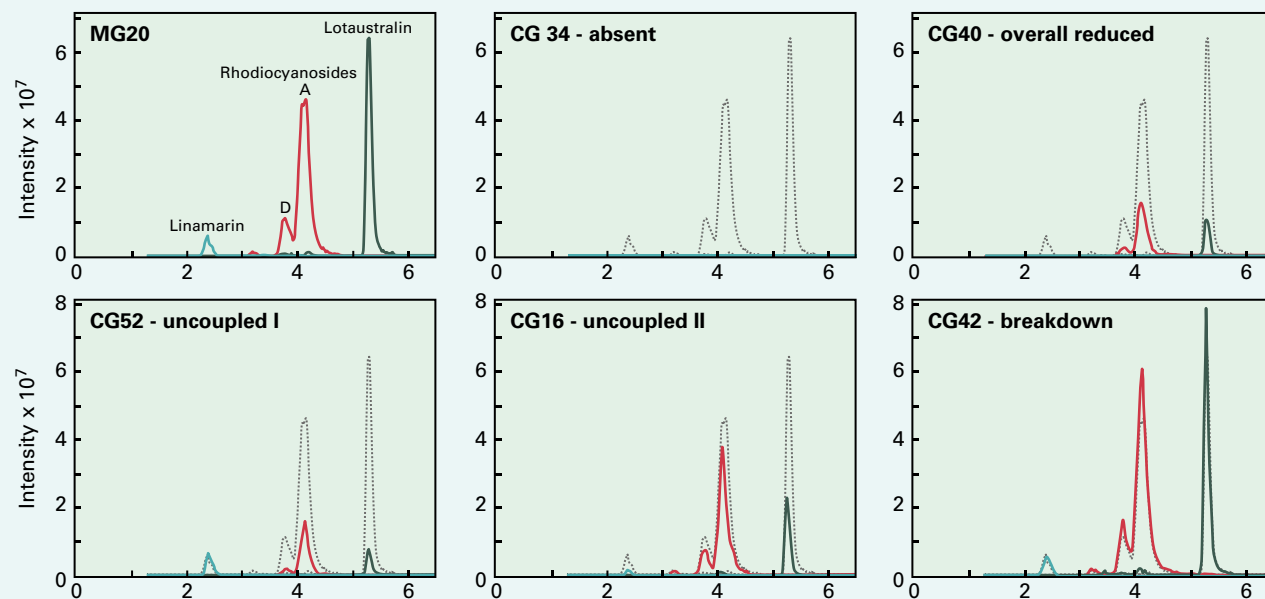 MG20
Lotaustralin
Rhodiocyanosides
A
D
Linamarin
Intensity x 10⁷
6
4
2
0
0 2 4 6
CG 34 - absent
6
4
2
0
0 2 4 6
CG40 - overall reduced
6
4
2
0
0 2 4 6
CG52 - uncoupled I
Intensity x 10⁷
8
6
4
2
0
0 2 4 6
CG16 - uncoupled II
8
6
4
2
0
0 2 4 6
CG42 - breakdown
8
6
4
2
0
0 2 4 6